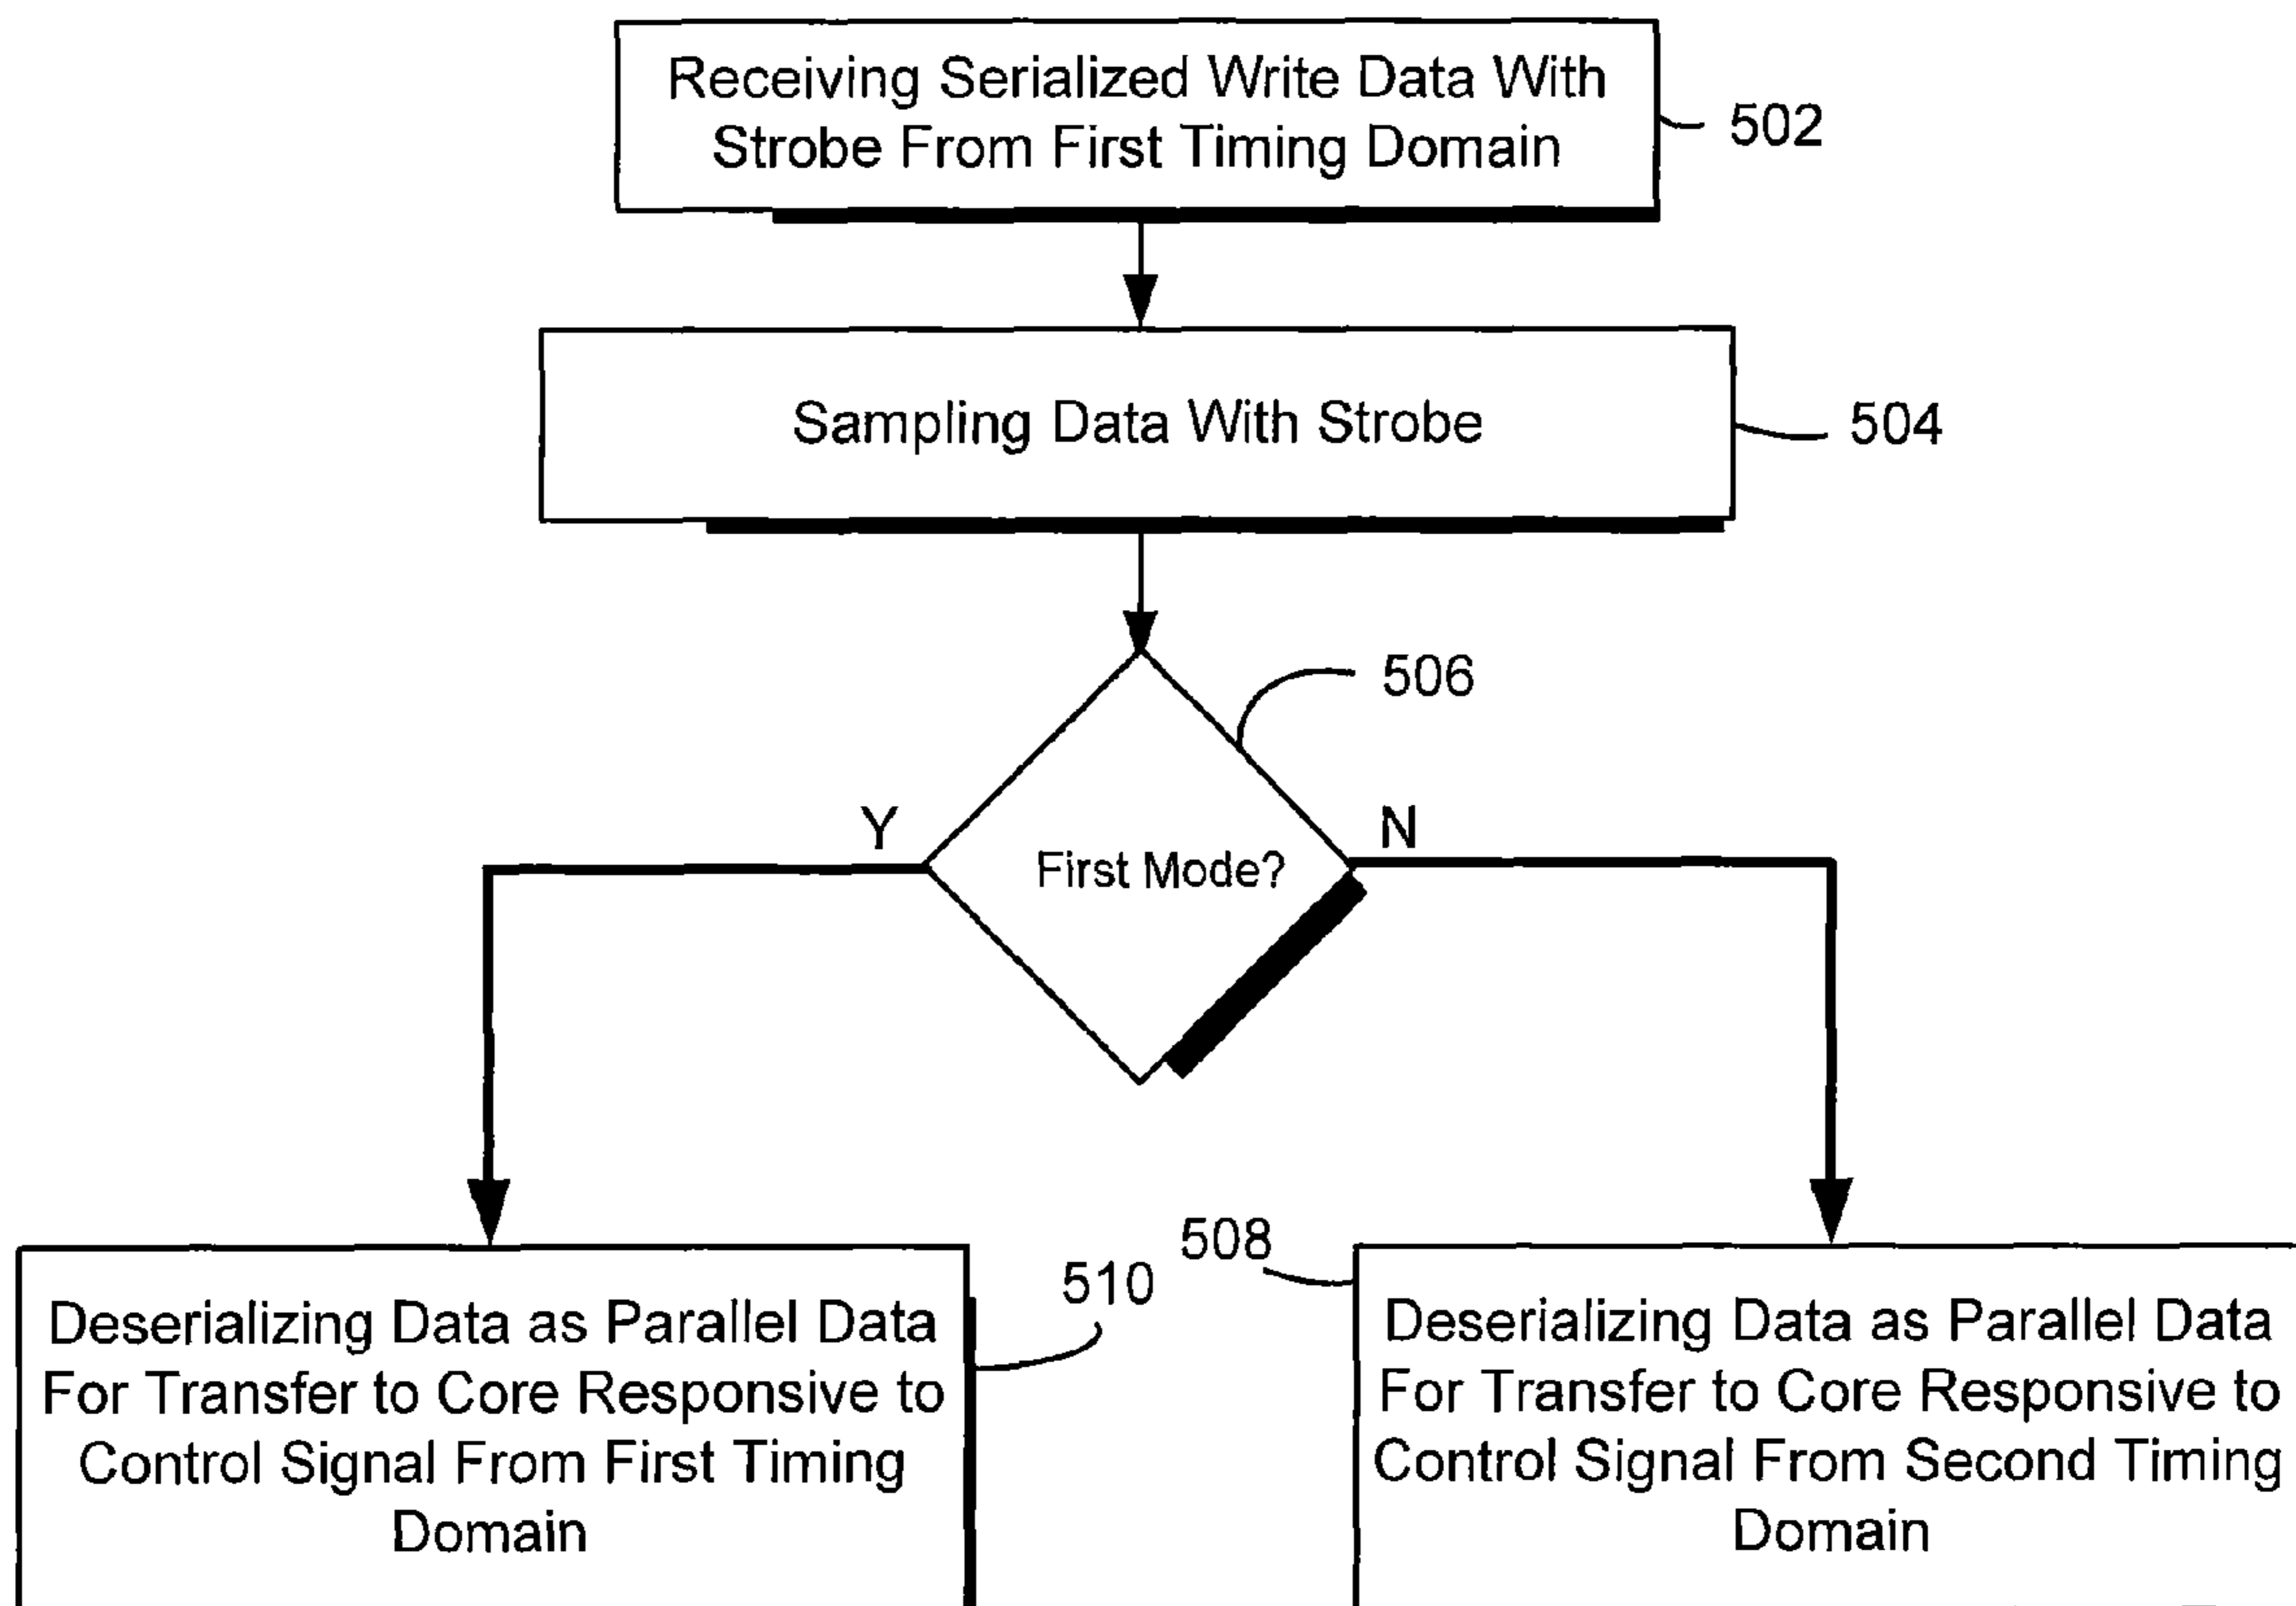 Receiving Serialized Write Data With
Strobe From First Timing Domain
502
Sampling Data With Strobe
504
506
Y
N
First Mode?
508
510
Deserializing Data as Parallel Data
For Transfer to Core Responsive to
Control Signal From First Timing
Domain
Deserializing Data as Parallel Data
For Transfer to Core Responsive to
Control Signal From Second Timing
Domain